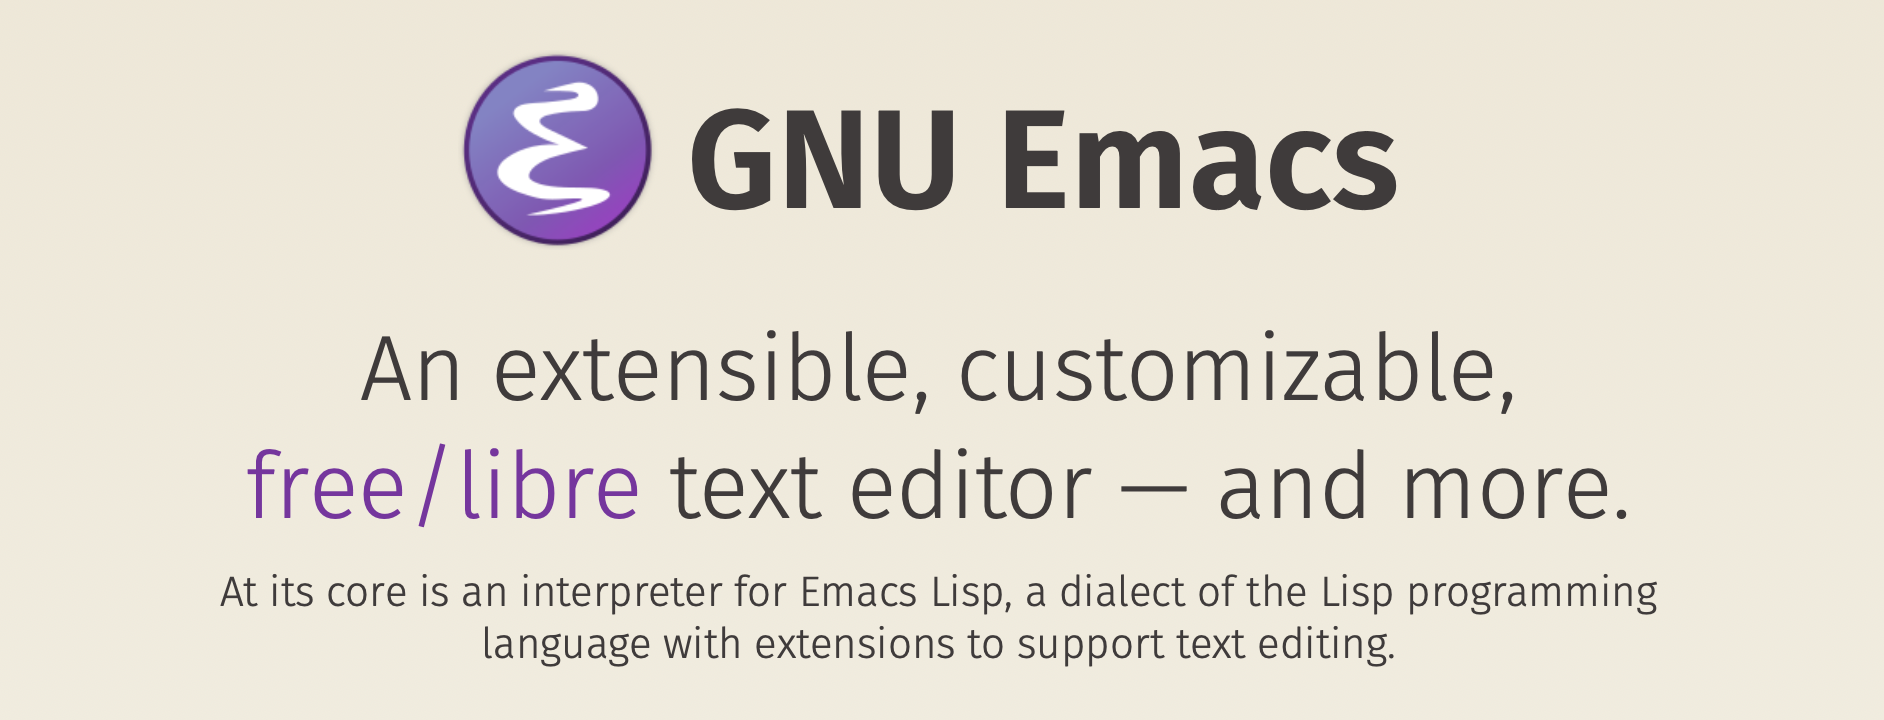 GNU Emacs
An extensible, customizable,
free/libre text editor — and more.
At its core is an interpreter for Emacs Lisp, a dialect of the Lisp programming
language with extensions to support text editing.